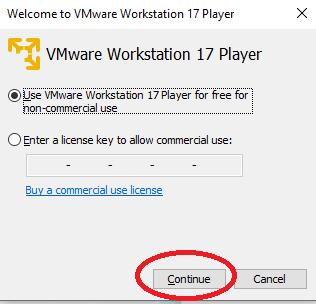 Welcome to VMware Workstation 17 Player
VMware Workstation 17 Player
Use VMware Workstation 17 Player for free for
non-commercial use
Enter a license key to allow commercial use:
- - - -
Buy a commercial use license
Continue Cancel